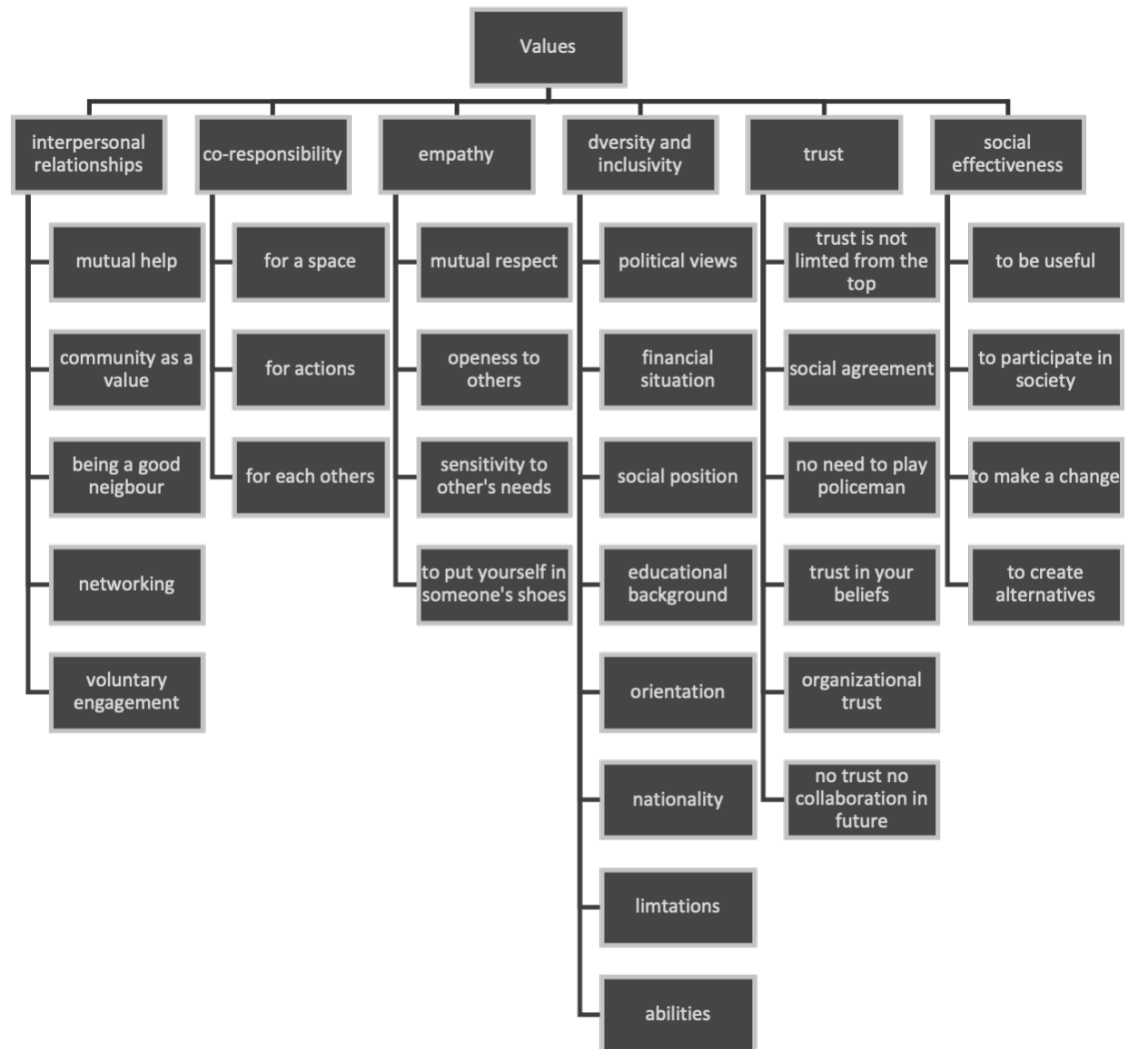 Values
interpersonal
relationships
mutual help
community as a
value
being a good
neigbour
networking
voluntary
engagement
co-responsibility
for a space
for actions
for each others
empathy
mutual respect
openess to
others
sensitivity to
other's needs
to put yourself in
someone's shoes
dversity and
inclusivity
political views
financial
situation
social position
educational
background
orientation
nationality
limtations
abilities
trust
trust is not
limted from the
top
social agreement
no need to play
policeman
trust in your
beliefs
organizational
trust
no trust no
collaboration in
future
social
effectiveness
to be useful
to participate in
society
to make a change
to create
alternatives